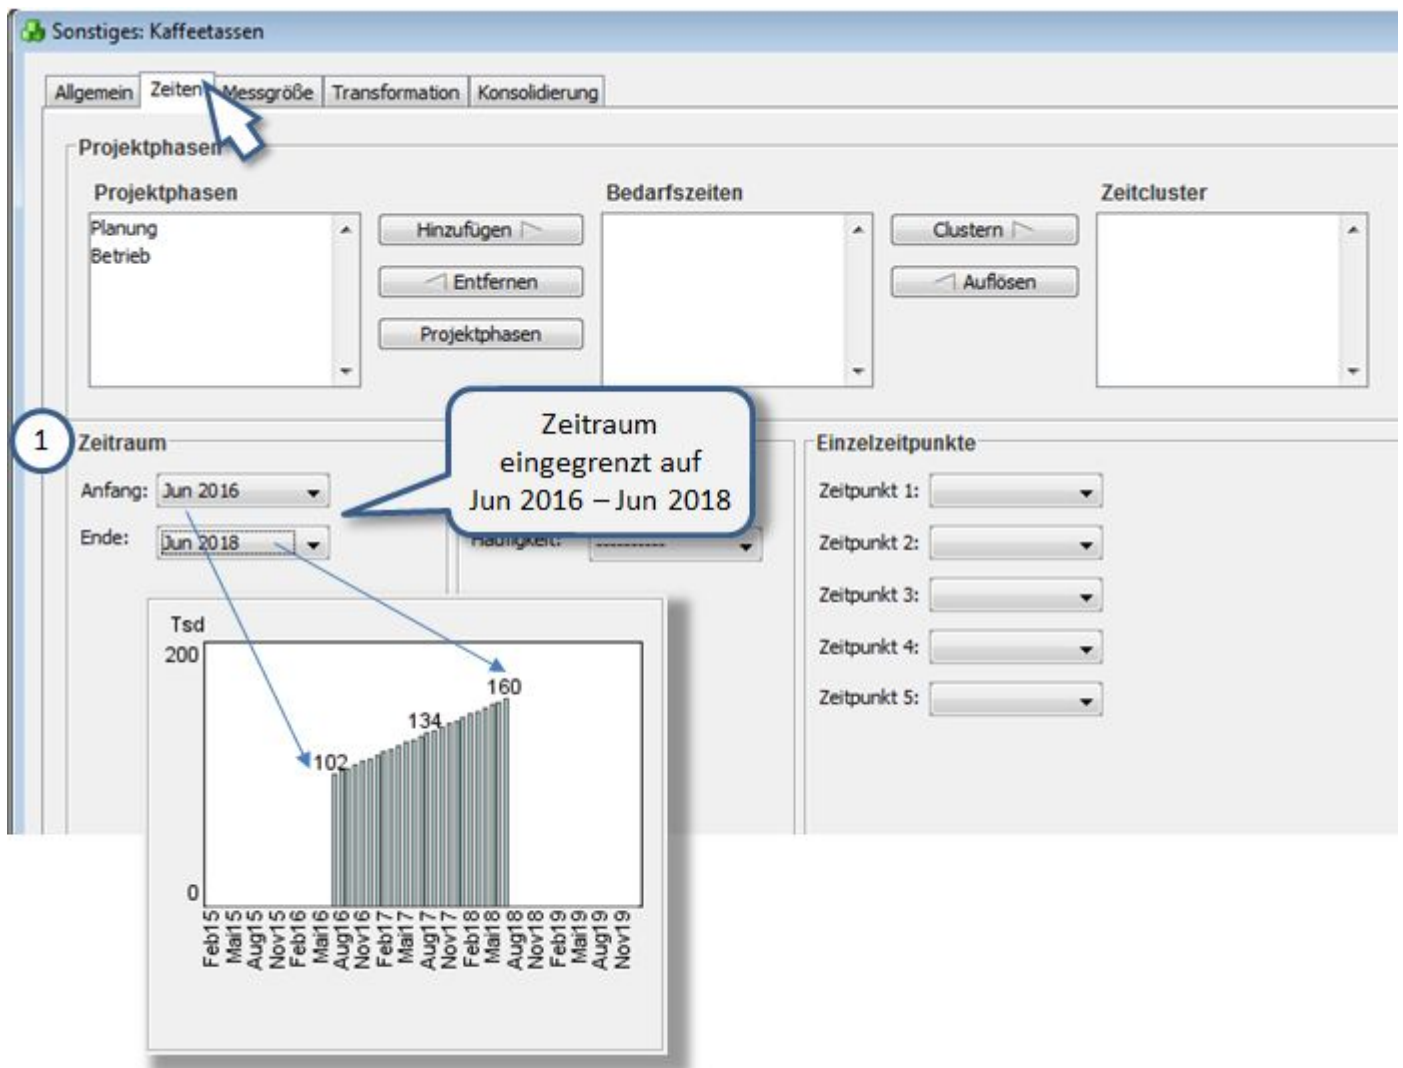 Sonstiges: Kaffeetassen
Allgemein Zeiten Messgröße Transformation Konsolidierung
Projektphasen
Projektphasen Bedarfszeiten Zeitcluster
Planung
Betrieb
Hinzufügen Clustern
Entfernen Auflösen
Projektphasen
1
Zeitraum Einzelzeitpunkte
Zeitraum
eingegrenzt auf
Jun 2016 – Jun 2018
Anfang: Jun 2016
Ende: Jun 2018
Häufigkeit: ----------
Zeitpunkt 1:
Zeitpunkt 2:
Zeitpunkt 3:
Zeitpunkt 4:
Zeitpunkt 5:
Tsd
200
160
134
102
0
Feb15
Mai15
Aug15
Nov15
Feb16
Mai16
Aug16
Nov16
Feb17
Mai17
Aug17
Nov17
Feb18
Mai18
Aug18
Nov18
Feb19
Mai19
Aug19
Nov19